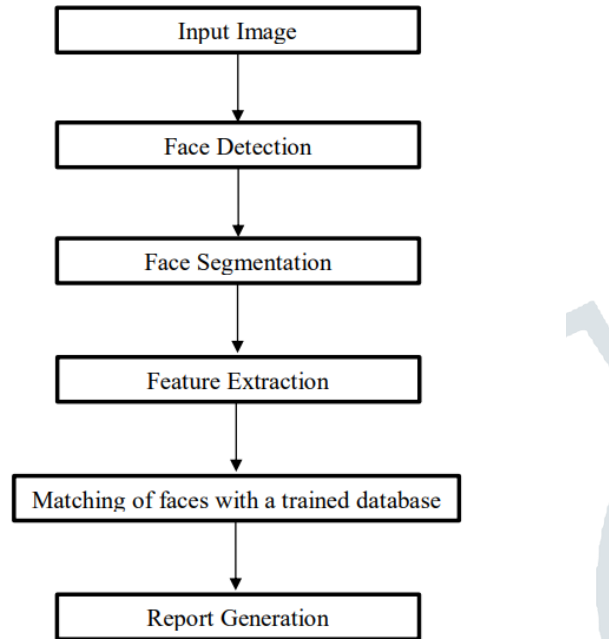 Input Image
Face Detection
Face Segmentation
Feature Extraction
Matching of faces with a trained database
Report Generation